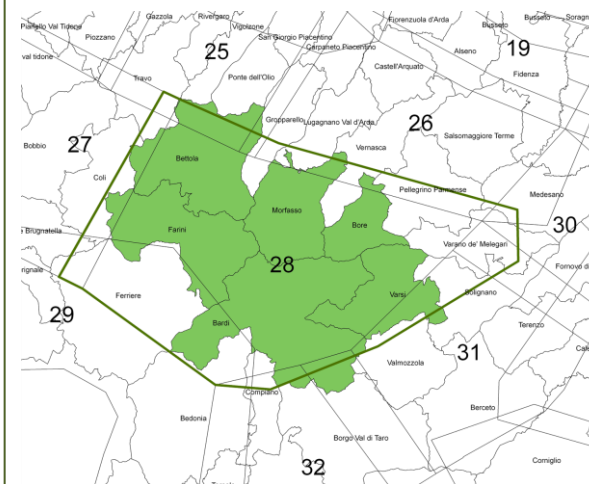 Gazzola
Rivergaro
Vigolzone
Fiorenzuola d'Arda
Busseto
Busseto
Pianello Val Tidone
Piozzano
25
San Giorgio Piacentino
Carpaneto Piacentino
Alseno
19
val tidone
Travo
Ponte dell'Olio
Castell'Arquato
Fidenza
Gropparello
Lugagnano Val d'Arda
26
Salsomaggiore Terme
27
Bobbio
Vernasca
Bettola
Coli
Pellegrino Parmense
Medesano
Morfasso
Bore
30
Farini
Varano de' Melegari
28
Ferriere
Varsi
Solignano
29
Bardi
Terenzo
31
Valmozzola
Compiano
Berceto
Bedonia
Borgo Val di Taro
32
Corniglio